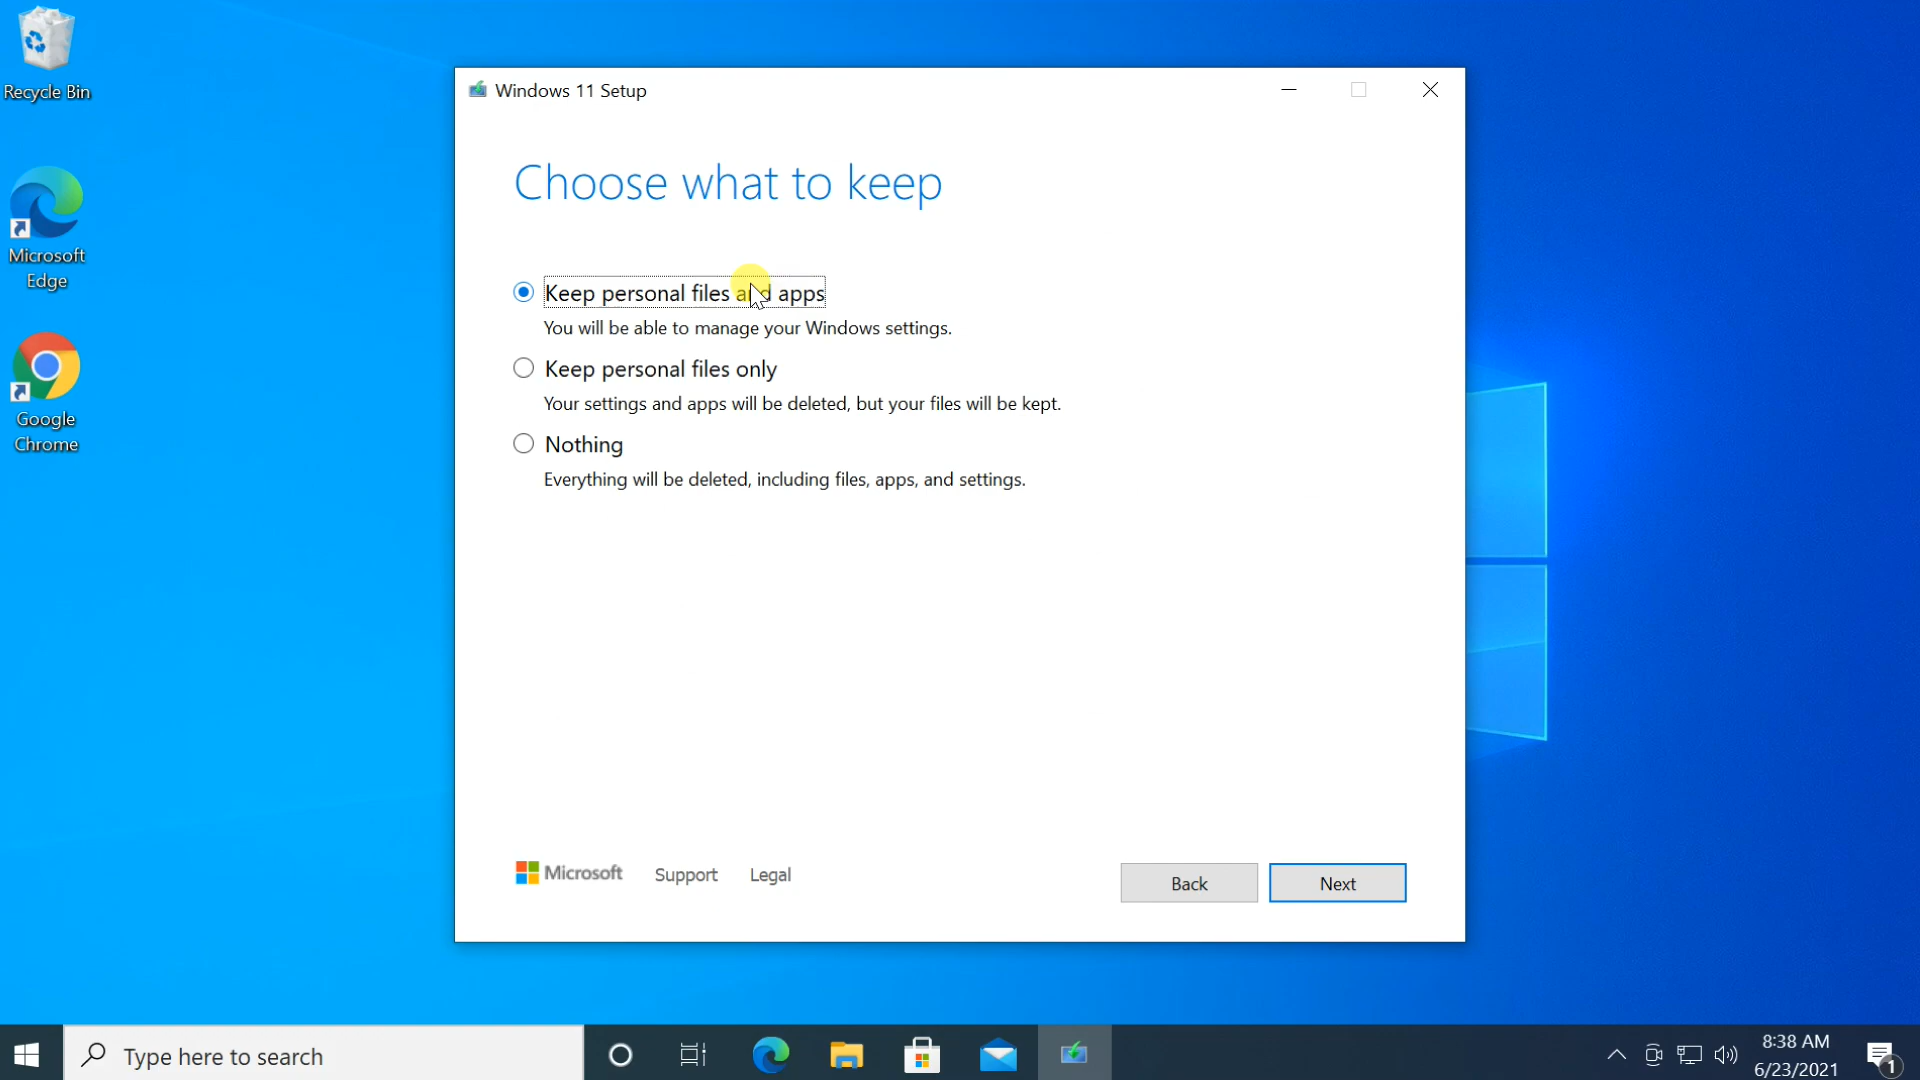 Recycle Bin
Microsoft
Edge
Google
Chrome
Windows 11 Setup
Choose what to keep
Keep personal files and apps
You will be able to manage your Windows settings.
Keep personal files only
Your settings and apps will be deleted, but your files will be kept.
Nothing
Everything will be deleted, including files, apps, and settings.
Microsoft
Support
Legal
Back
Next
Type here to search
8:38 AM
6/23/2021
1